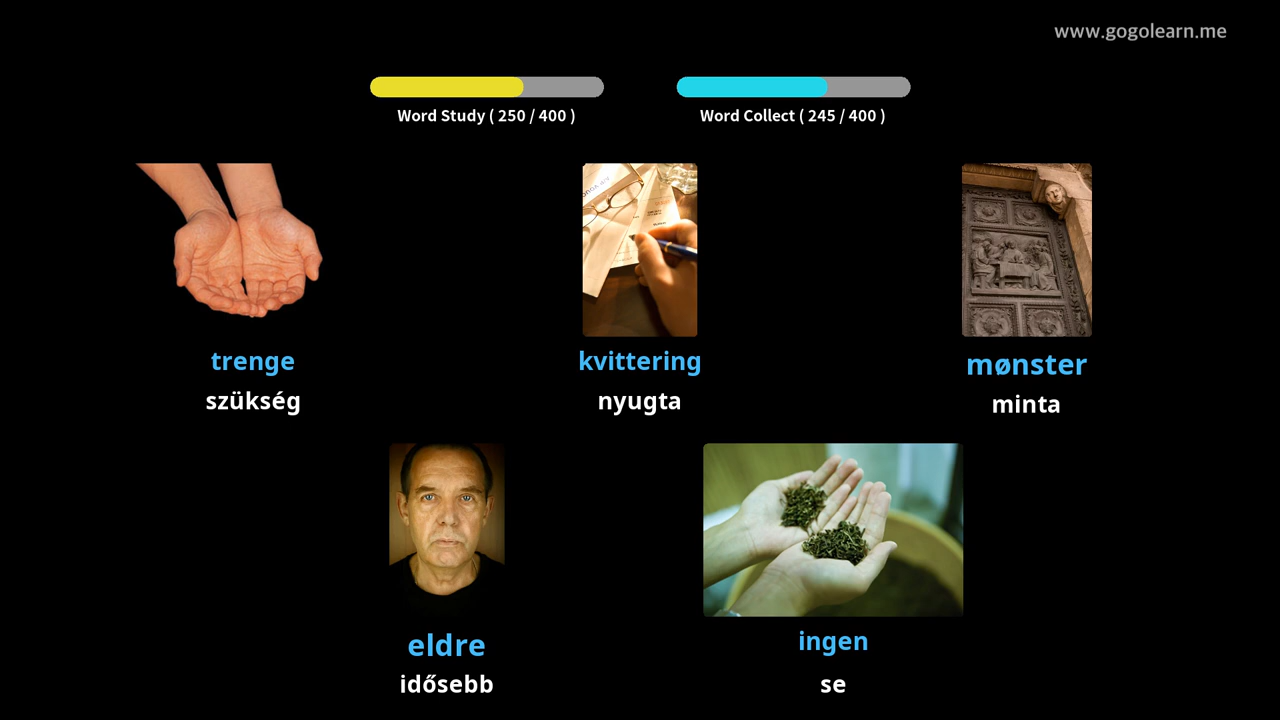 www.gogolearn.me
Word Study ( 250 / 400 )
Word Collect ( 245 / 400 )
trenge
szükség
kvittering
nyugta
mønster
minta
eldre
idősebb
ingen
se